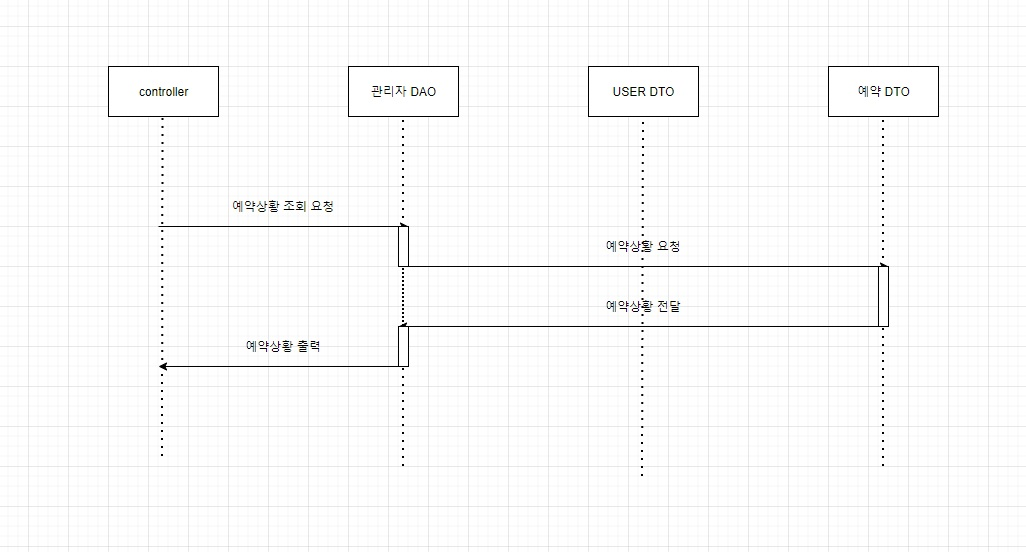 controller
관리자 DAO
USER DTO
예약 DTO
예약상황 조회 요청
예약상황 요청
예약상황 전달
예약상황 출력